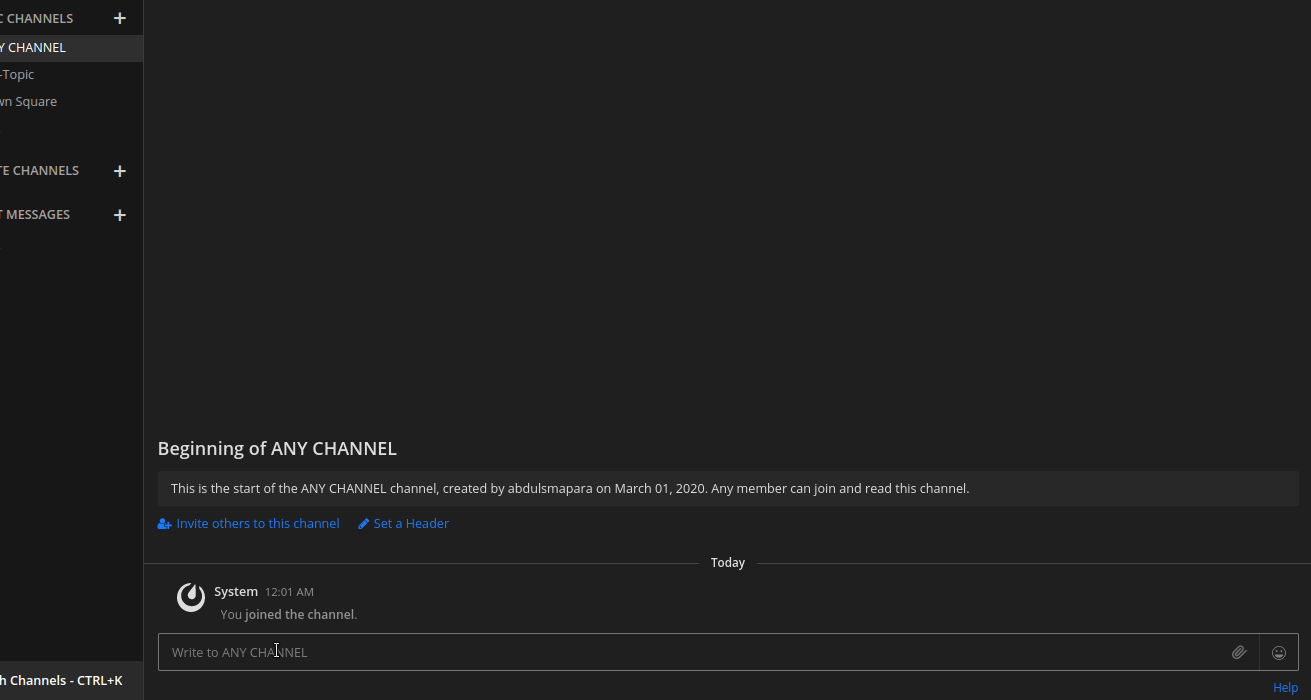 C CHANNELS
Y CHANNEL
-Topic
wn Square
TE CHANNELS
T MESSAGES
h Channels - CTRL+K
Beginning of ANY CHANNEL
This is the start of the ANY CHANNEL channel, created by abdulsmapara on March 01, 2020. Any member can join and read this channel.
Invite others to this channel Set a Header
Today
System 12:01 AM
You joined the channel.
Write to ANY CHANNEL
Help